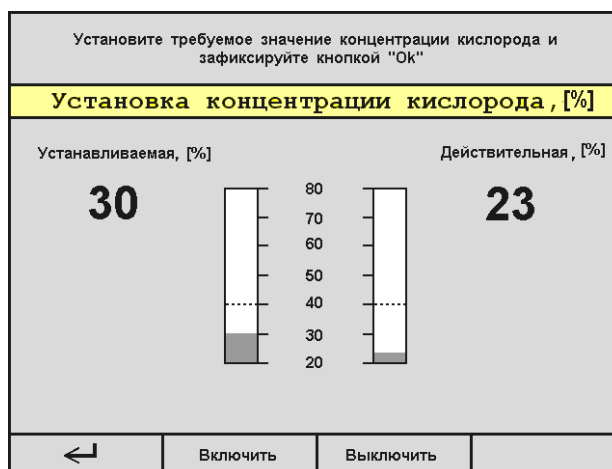 Установите требуемое значение концентрации кислорода и
зафиксируйте кнопкой "Ok"
Установка концентрации кислорода,[%]
Устанавливаемая, [%]
Действительная, [%]
30
23
80
70
60
50
40
30
20
Включить
Выключить